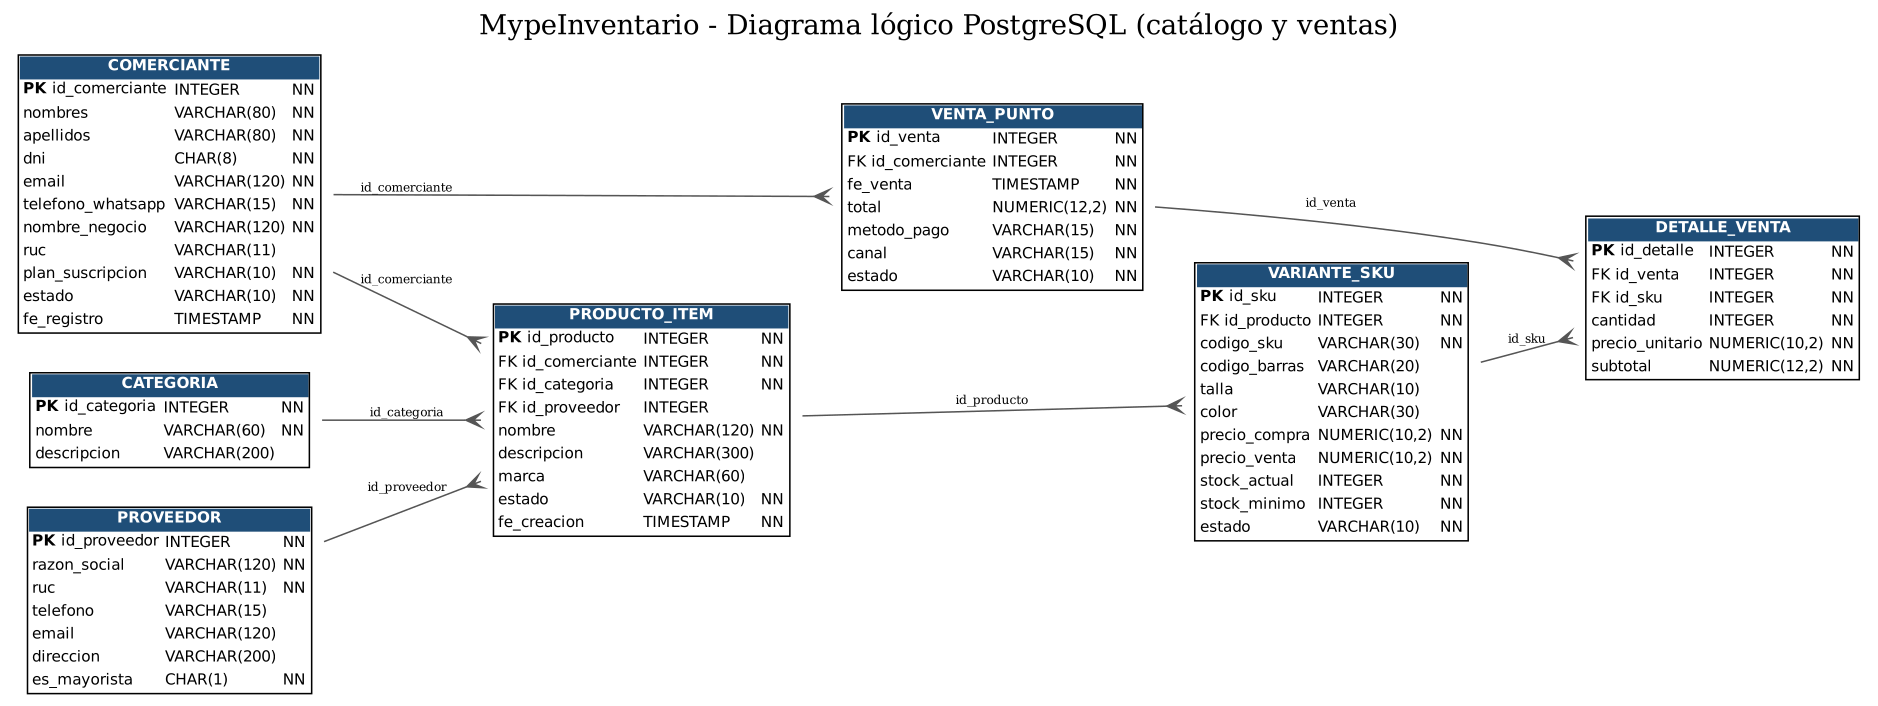 MypeInventario - Diagrama lógico PostgreSQL (catálogo y ventas)
COMERCIANTE
PK id_comerciante INTEGER NN
nombres VARCHAR(80) NN
apellidos VARCHAR(80) NN
dni CHAR(8) NN
email VARCHAR(120) NN
telefono_whatsapp VARCHAR(15) NN
nombre_negocio VARCHAR(120) NN
ruc VARCHAR(11)
plan_suscripcion VARCHAR(10) NN
estado VARCHAR(10) NN
fe_registro TIMESTAMP NN
CATEGORIA
PK id_categoria INTEGER NN
nombre VARCHAR(60) NN
descripcion VARCHAR(200)
PROVEEDOR
PK id_proveedor INTEGER NN
razon_social VARCHAR(120) NN
ruc VARCHAR(11) NN
telefono VARCHAR(15)
email VARCHAR(120)
direccion VARCHAR(200)
es_mayorista CHAR(1) NN
id_comerciante
id_comerciante
id_categoria
id_proveedor
PRODUCTO_ITEM
PK id_producto INTEGER NN
FK id_comerciante INTEGER NN
FK id_categoria INTEGER NN
FK id_proveedor INTEGER
nombre VARCHAR(120) NN
descripcion VARCHAR(300)
marca VARCHAR(60)
estado VARCHAR(10) NN
fe_creacion TIMESTAMP NN
VENTA_PUNTO
PK id_venta INTEGER NN
FK id_comerciante INTEGER NN
fe_venta TIMESTAMP NN
total NUMERIC(12,2) NN
metodo_pago VARCHAR(15) NN
canal VARCHAR(15) NN
estado VARCHAR(10) NN
id_producto
id_venta
VARIANTE_SKU
PK id_sku INTEGER NN
FK id_producto INTEGER NN
codigo_sku VARCHAR(30) NN
codigo_barras VARCHAR(20)
talla VARCHAR(10)
color VARCHAR(30)
precio_compra NUMERIC(10,2) NN
precio_venta NUMERIC(10,2) NN
stock_actual INTEGER NN
stock_minimo INTEGER NN
estado VARCHAR(10) NN
id_sku
DETALLE_VENTA
PK id_detalle INTEGER NN
FK id_venta INTEGER NN
FK id_sku INTEGER NN
cantidad INTEGER NN
precio_unitario NUMERIC(10,2) NN
subtotal NUMERIC(12,2) NN